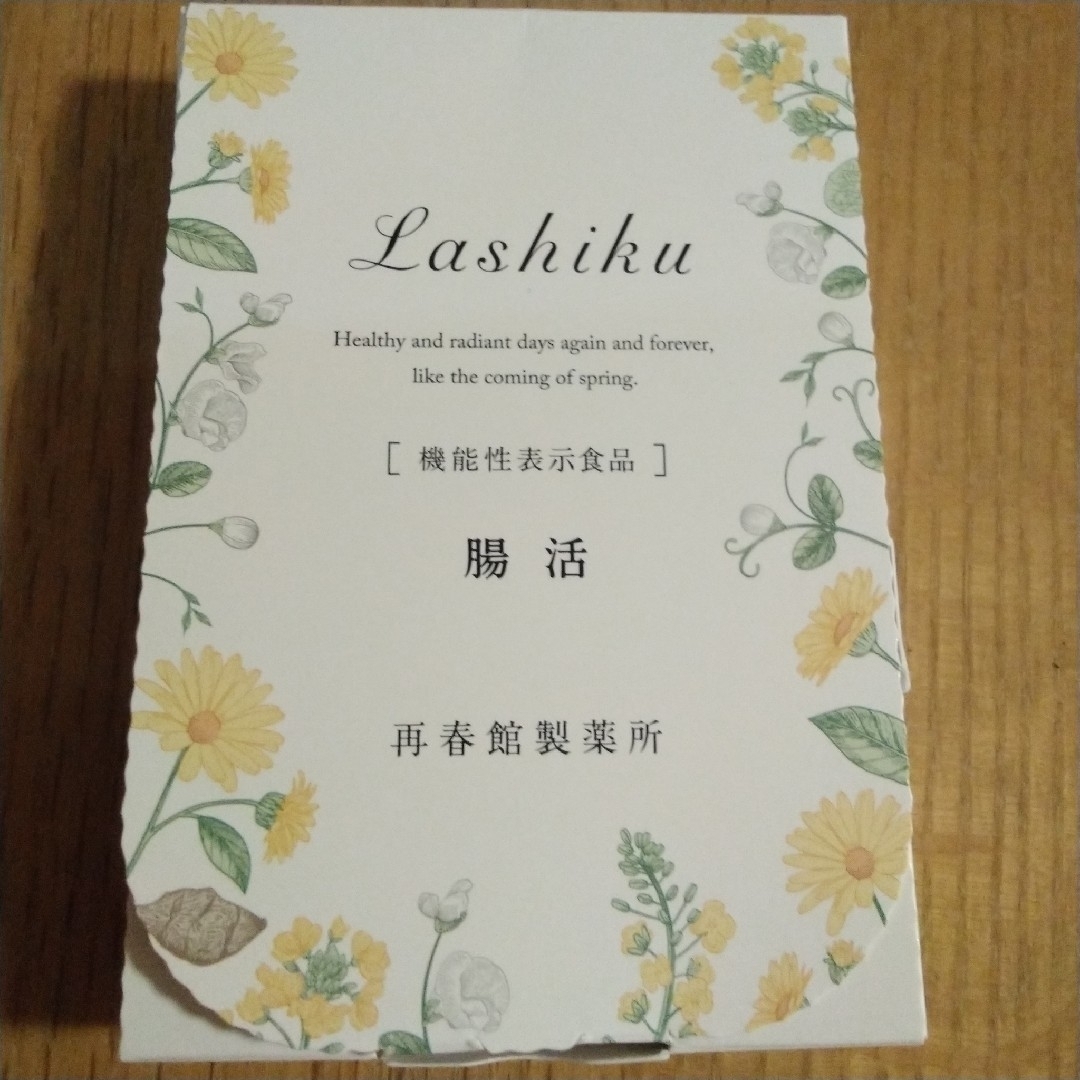 Lashiku
Healthy and radiant days again and forever,
like the coming of spring.
[ 機能性表示食品 ]
腸活
再春館製薬所